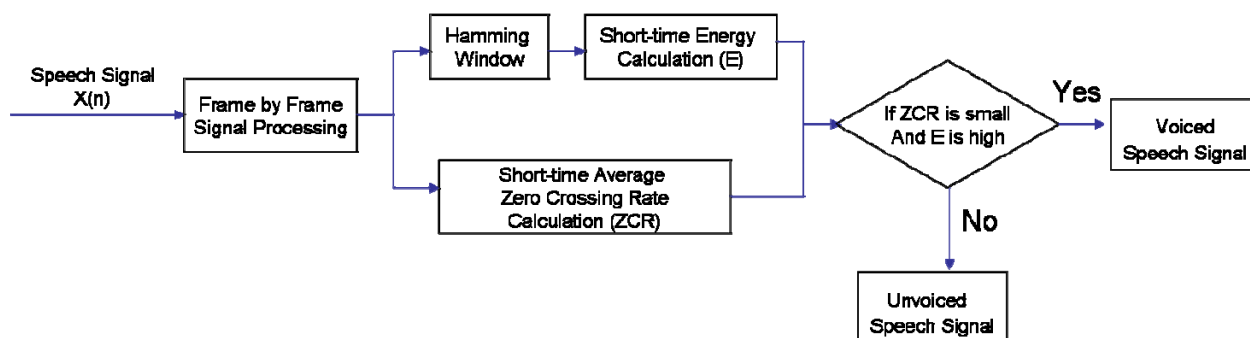 Speech Signal
X(n)
Frame by Frame
Signal Processing
Hamming
Window
Short-time Energy
Calculation (E)
Short-time Average
Zero Crossing Rate
Calculation (ZCR)
If ZCR is small
And E is high
Yes
Voiced
Speech Signal
No
Unvoiced
Speech Signal